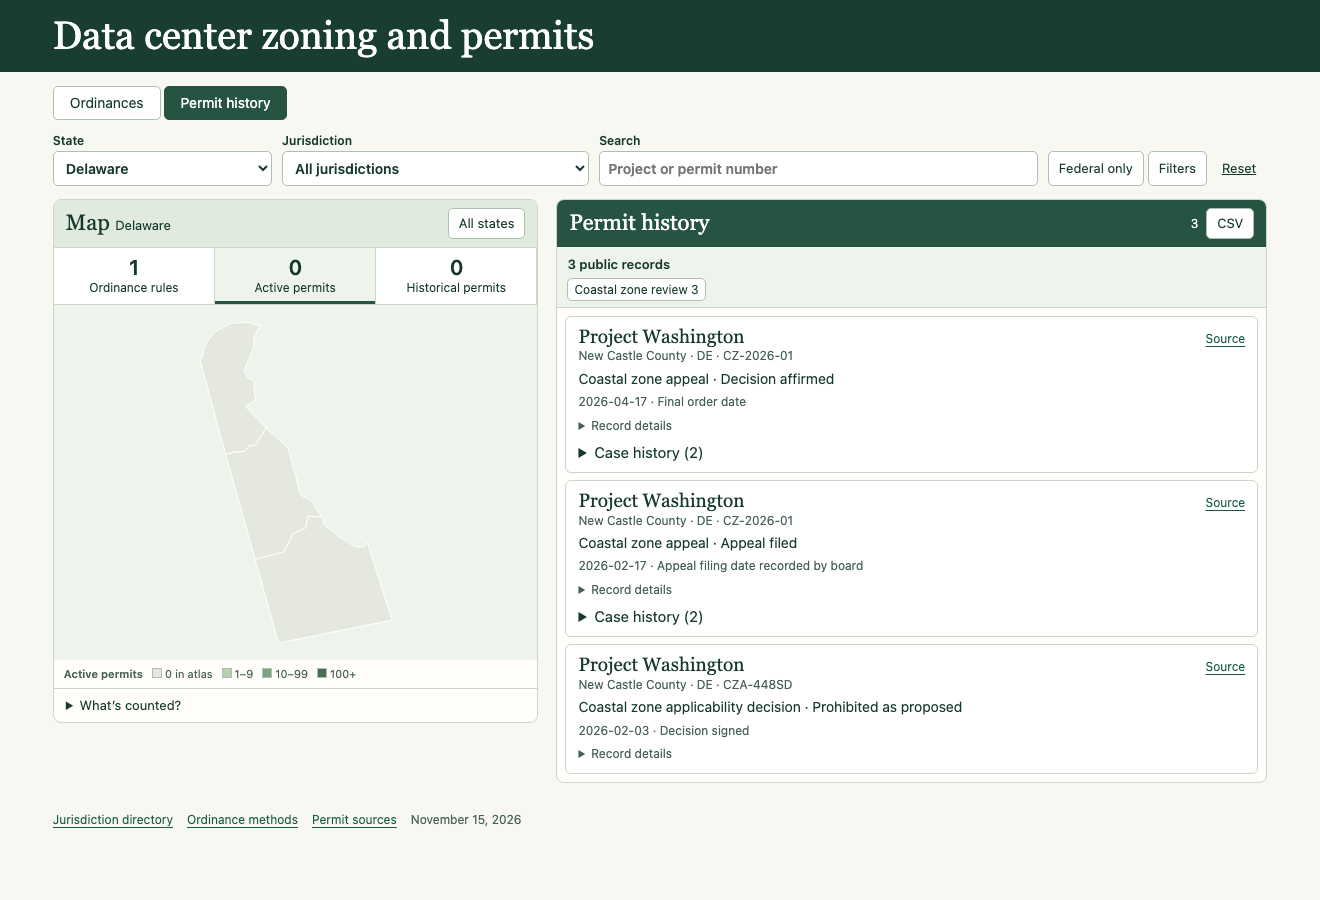 Data center zoning and permits
Ordinances
Permit history
State
Jurisdiction
Search
Delaware
All jurisdictions
Project or permit number
Federal only
Filters
Reset
Map Delaware
All states
1
Ordinance rules
0
Active permits
0
Historical permits
Active permits 0 in atlas 1–9 10–99 100+
What's counted?
Permit history
3
CSV
3 public records
Coastal zone review 3
Project Washington
Source
New Castle County · DE · CZ-2026-01
Coastal zone appeal · Decision affirmed
2026-04-17 · Final order date
Record details
Case history (2)
Project Washington
Source
New Castle County · DE · CZ-2026-01
Coastal zone appeal · Appeal filed
2026-02-17 · Appeal filing date recorded by board
Record details
Case history (2)
Project Washington
Source
New Castle County · DE · CZA-448SD
Coastal zone applicability decision · Prohibited as proposed
2026-02-03 · Decision signed
Record details
Jurisdiction directory Ordinance methods Permit sources November 15, 2026